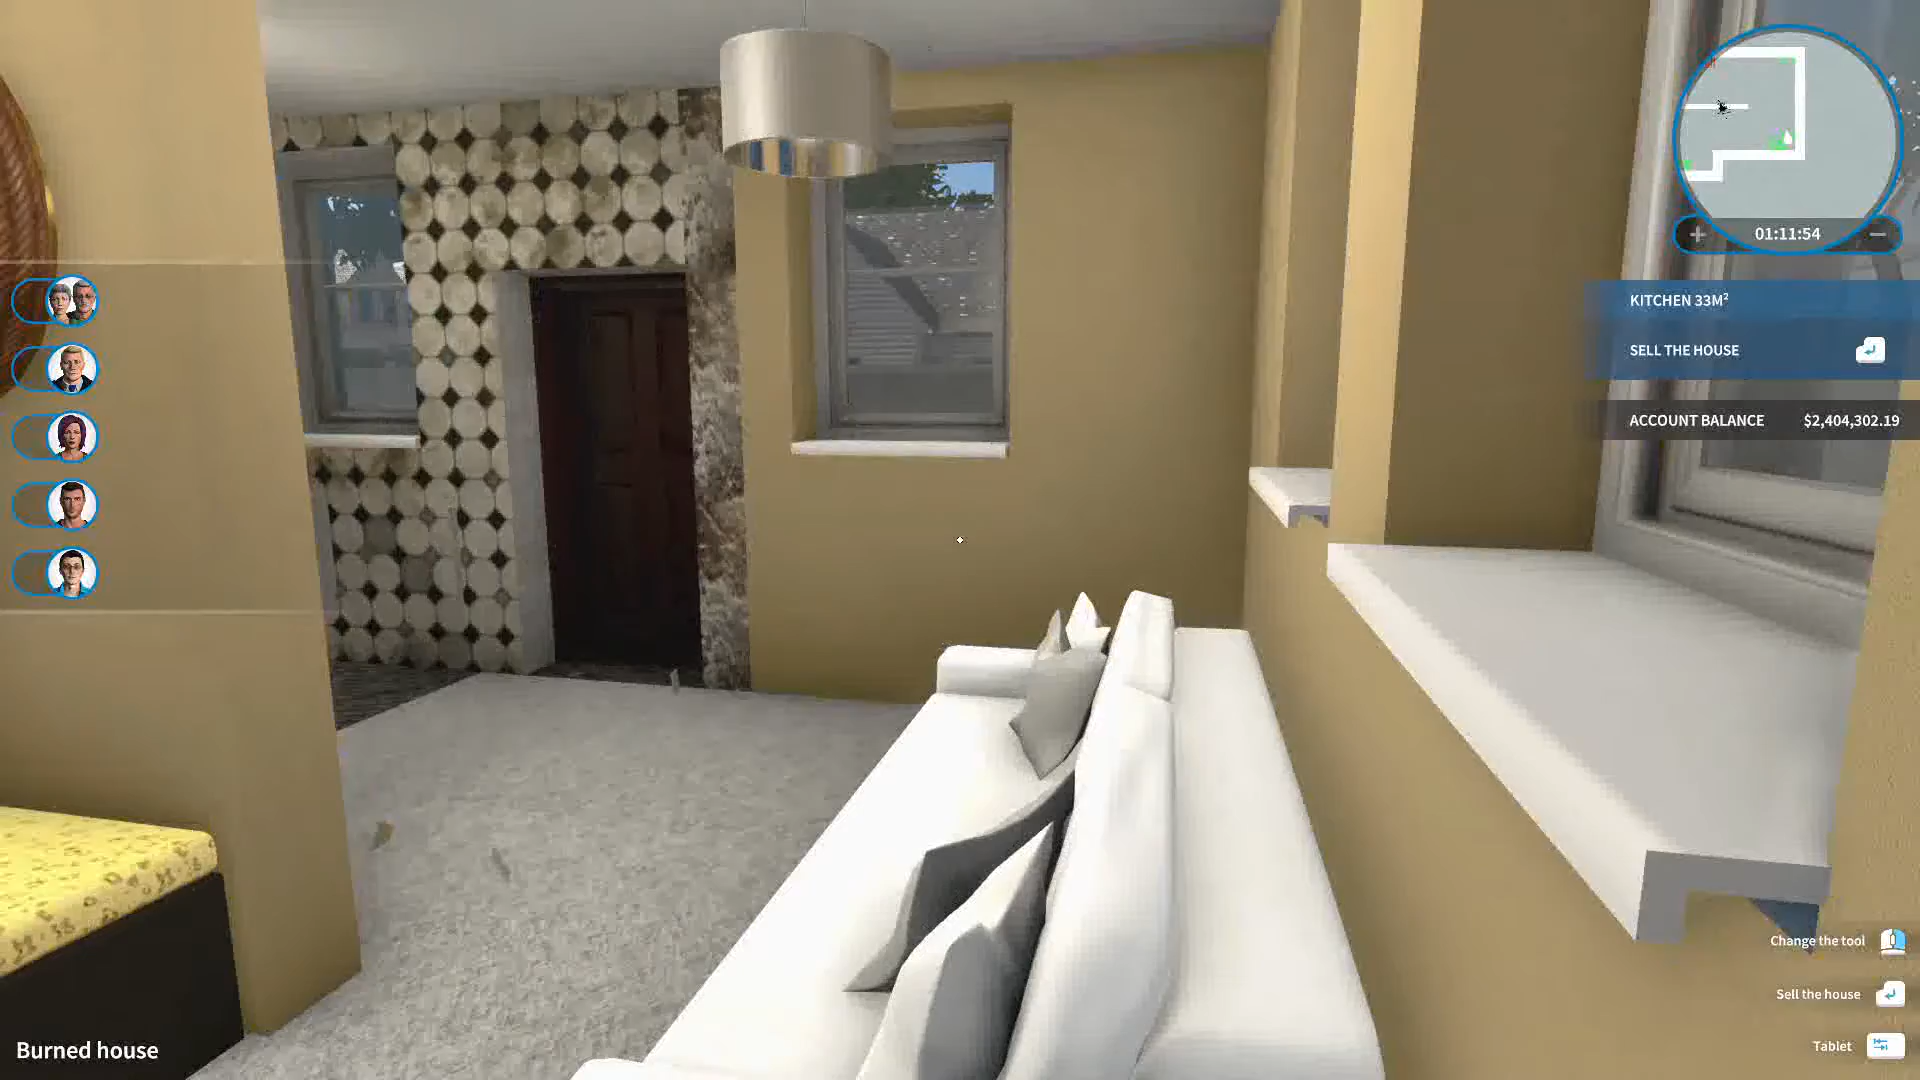 01:11:54
KITCHEN 33M²
SELL THE HOUSE
ACCOUNT BALANCE $2,404,302.19
Change the tool
Sell the house
Tablet
Burned house